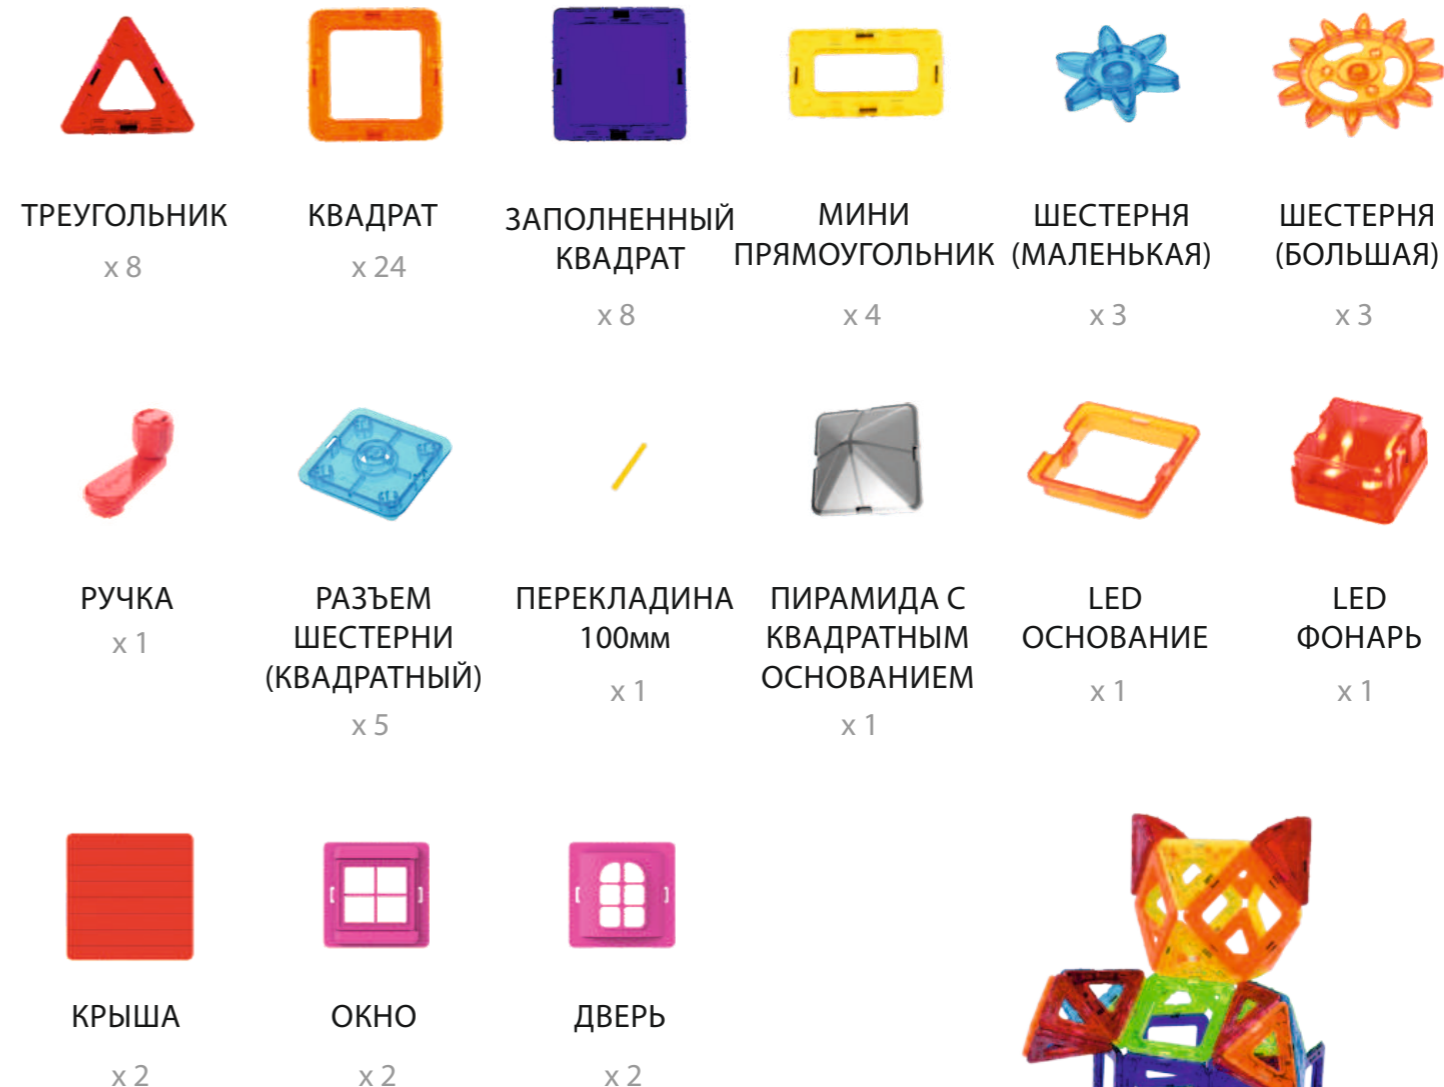 ТРЕУГОЛЬНИК
x 8
КВАДРАТ
x 24
ЗАПОЛНЕННЫЙ
КВАДРАТ
x 8
МИНИ
ПРЯМОУГОЛЬНИК
x 4
ШЕСТЕРНЯ
(МАЛЕНЬКАЯ)
x 3
ШЕСТЕРНЯ
(БОЛЬШАЯ)
x 3
РУЧКА
x 1
РАЗЪЕМ
ШЕСТЕРНИ
(КВАДРАТНЫЙ)
x 5
ПЕРЕКЛАДИНА
100мм
x 1
ПИРАМИДА С
КВАДРАТНЫМ
ОСНОВАНИЕМ
x 1
LED
ОСНОВАНИЕ
x 1
LED
ФОНАРЬ
x 1
КРЫША
x 2
ОКНО
x 2
ДВЕРЬ
x 2